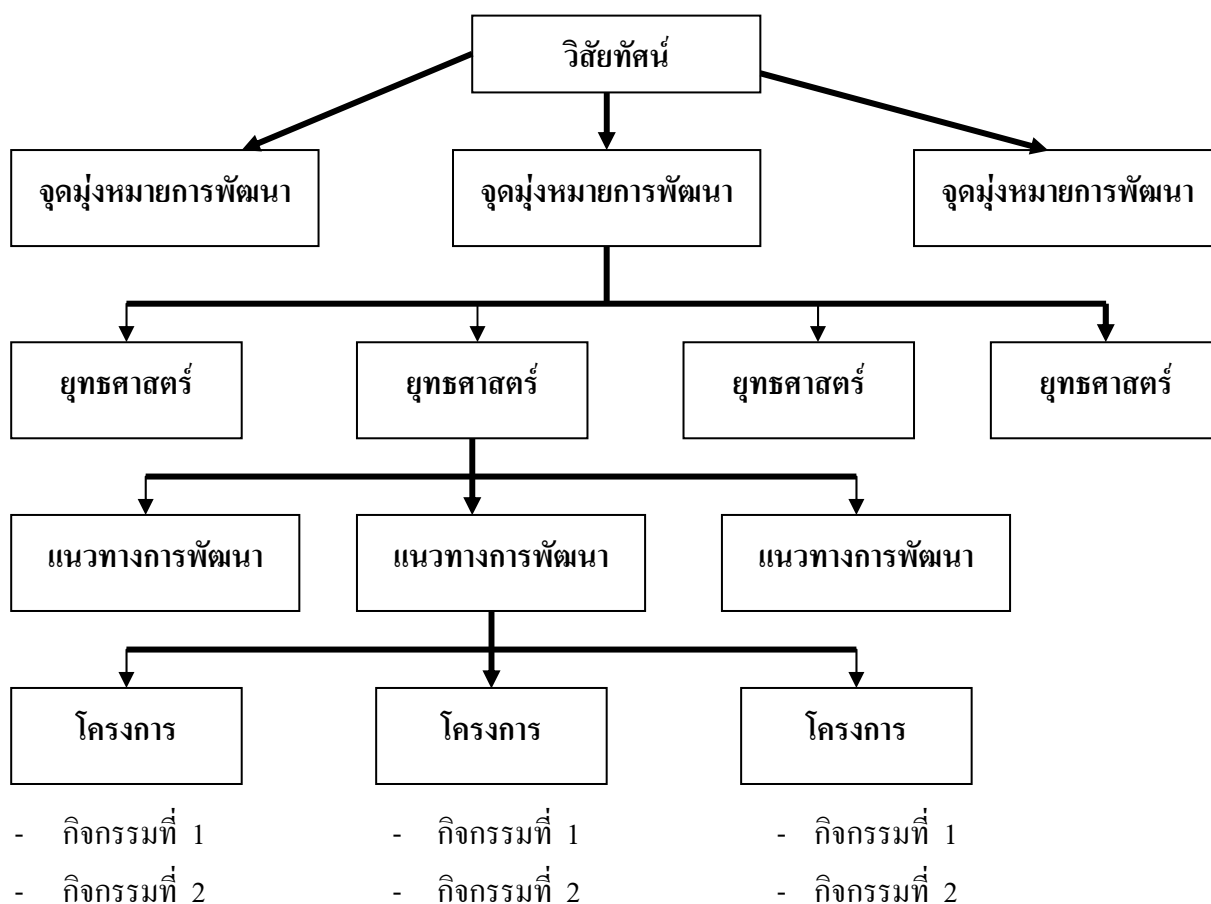 วิสัยทัศน์
จุดมุ่งหมายการพัฒนา จุดมุ่งหมายการพัฒนา จุดมุ่งหมายการพัฒนา
ยุทธศาสตร์ ยุทธศาสตร์ ยุทธศาสตร์ ยุทธศาสตร์
แนวทางการพัฒนา แนวทางการพัฒนา แนวทางการพัฒนา
โครงการ โครงการ โครงการ
- กิจกรรมที่ 1 - กิจกรรมที่ 1 - กิจกรรมที่ 1
- กิจกรรมที่ 2 - กิจกรรมที่ 2 - กิจกรรมที่ 2